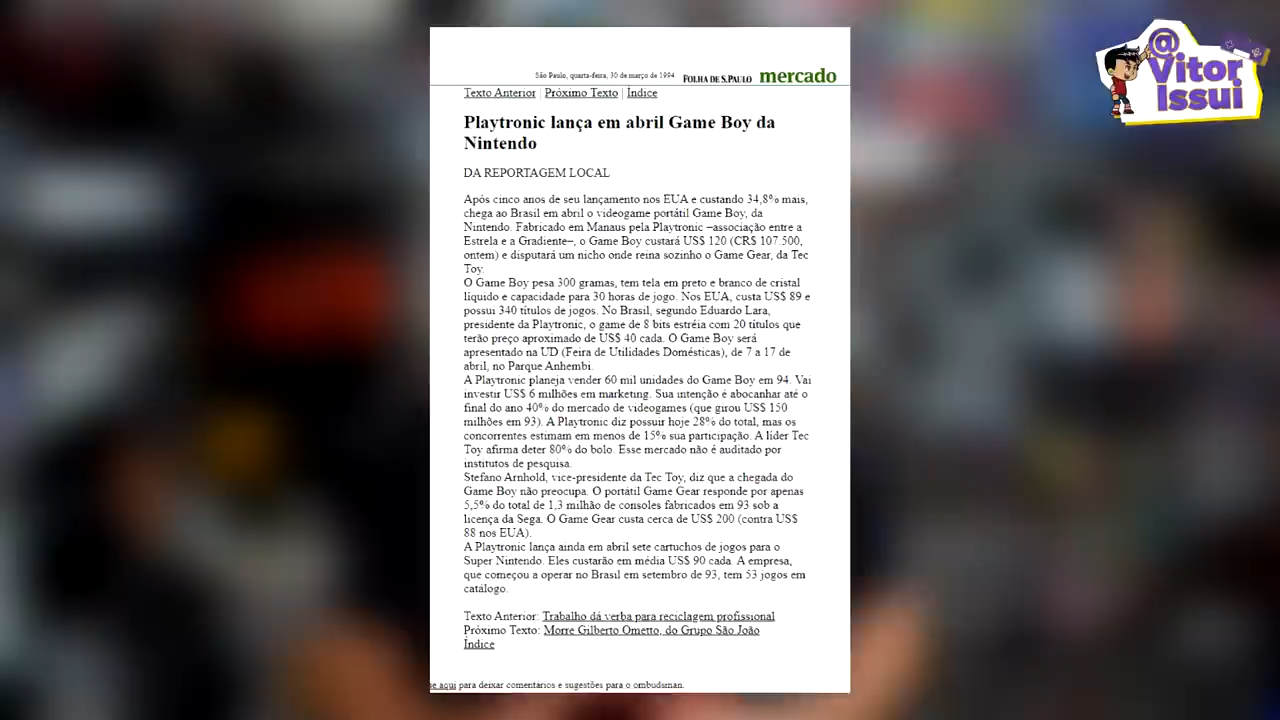 São Paulo, quarta-feira, 30 de março de 1994 FOLHA DE S.PAULO mercado
Texto Anterior | Próximo Texto | Índice
Playtronic lança em abril Game Boy da
Nintendo
DA REPORTAGEM LOCAL
Após cinco anos de seu lançamento nos EUA e custando 34,8% mais,
chega ao Brasil em abril o videogame portátil Game Boy, da
Nintendo. Fabricado em Manaus pela Playtronic –associação entre a
Estrela e a Gradiente–, o Game Boy custará US$ 120 (CR$ 107.500,
ontem) e disputará um nicho onde reina sozinho o Game Gear, da Tec
Toy.
O Game Boy pesa 300 gramas, tem tela em preto e branco de cristal
líquido e capacidade para 30 horas de jogo. Nos EUA, custa US$ 89 e
possui 340 títulos de jogos. No Brasil, segundo Eduardo Lara,
presidente da Playtronic, o game de 8 bits estréia com 20 títulos que
terão preço aproximado de US$ 40 cada. O Game Boy será
apresentado na UD (Feira de Utilidades Domésticas), de 7 a 17 de
abril, no Parque Anhembi.
A Playtronic planeja vender 60 mil unidades do Game Boy em 94. Vai
investir US$ 6 milhões em marketing. Sua intenção é abocanhar até o
final do ano 40% do mercado de videogames (que girou US$ 150
milhões em 93). A Playtronic diz possuir hoje 28% do total, mas os
concorrentes estimam em menos de 15% sua participação. A líder Tec
Toy afirma deter 80% do bolo. Esse mercado não é auditado por
institutos de pesquisa.
Stefano Arnhold, vice-presidente da Tec Toy, diz que a chegada do
Game Boy não preocupa. O portátil Game Gear responde por apenas
5,5% do total de 1,3 milhão de consoles fabricados em 93 sob a
licença da Sega. O Game Gear custa cerca de US$ 200 (contra US$
88 nos EUA).
A Playtronic lança ainda em abril sete cartuchos de jogos para o
Super Nintendo. Eles custarão em média US$ 90 cada. A empresa,
que começou a operar no Brasil em setembro de 93, tem 53 jogos em
catálogo.
Texto Anterior: Trabalho dá verba para reciclagem profissional
Próximo Texto: Morre Gilberto Ometto, do Grupo São João
Índice
ue aqui para deixar comentários e sugestões para o ombudsman.
@
Vitor
Issui